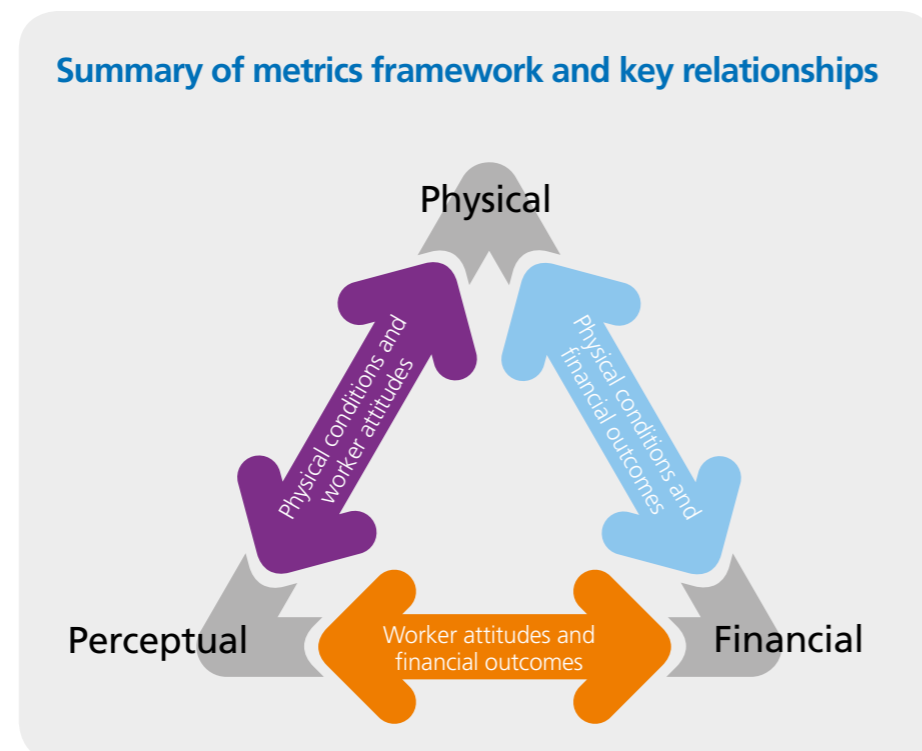 Summary of metrics framework and key relationships
Physical
Physical conditions and
worker attitudes
Physical conditions and
financial outcomes
Perceptual
Worker attitudes and
financial outcomes
Financial